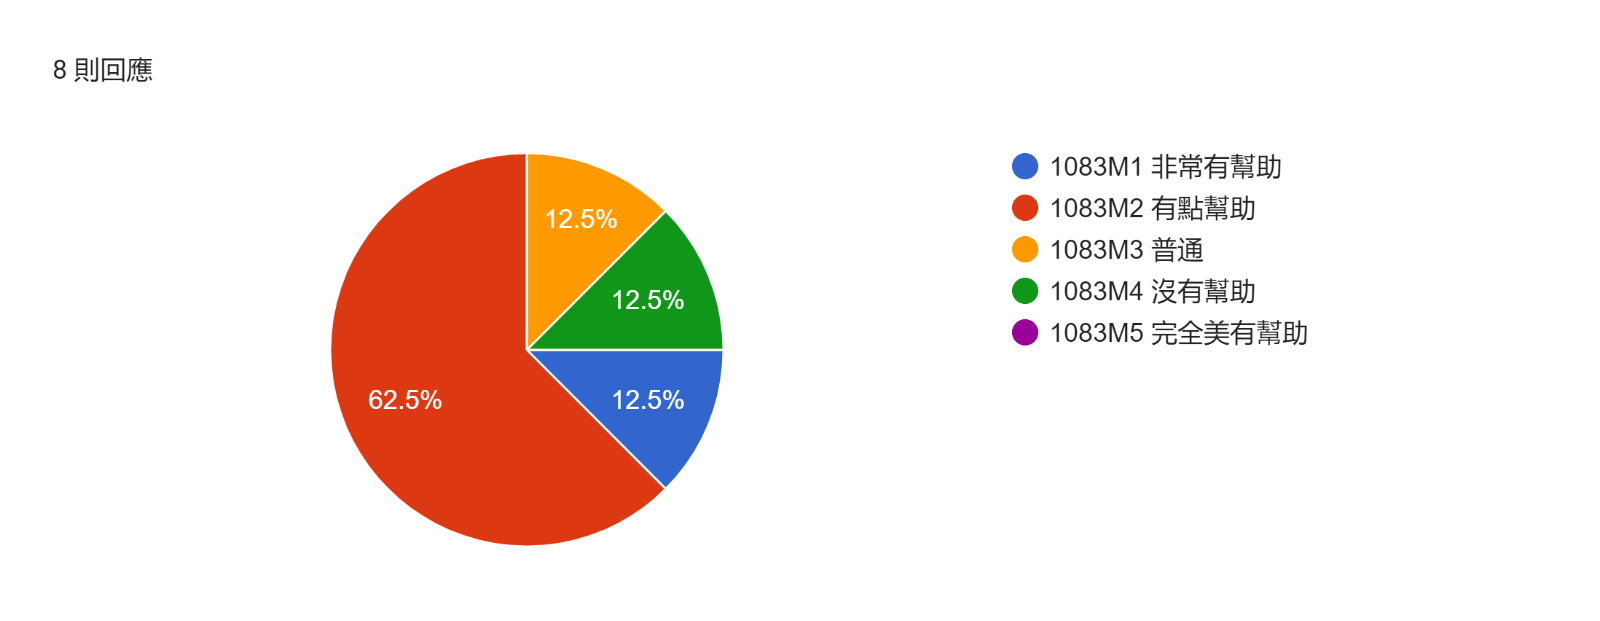 8 則回應
12.5%
12.5%
12.5%
62.5%
1083M1 非常有幫助
1083M2 有點幫助
1083M3 普通
1083M4 沒有幫助
1083M5 完全美有幫助